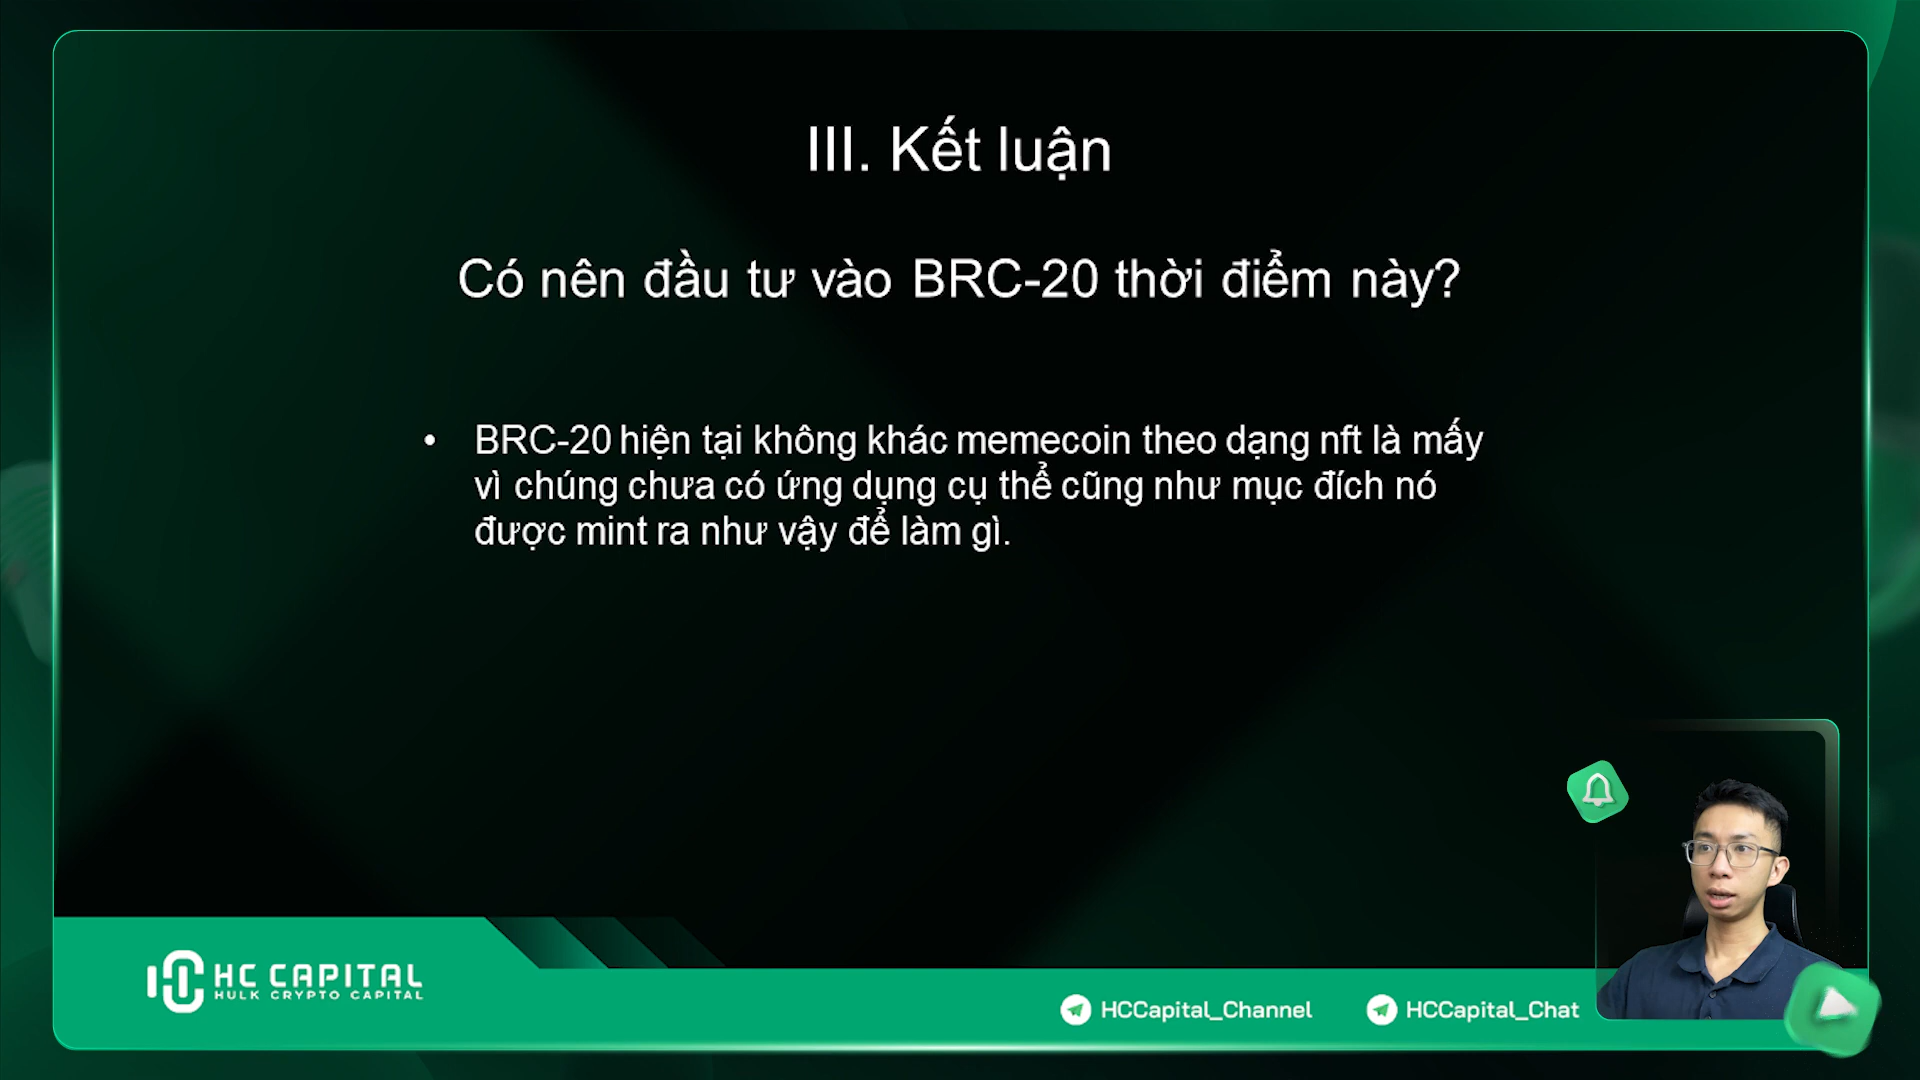 III. Kết luận
Có nên đầu tư vào BRC-20 thời điểm này?
• BRC-20 hiện tại không khác memecoin theo dạng nft là mấy
vì chúng chưa có ứng dụng cụ thể cũng như mục đích nó
được mint ra như vậy để làm gì.
HC CAPITAL
HULK CRYPTO CAPITAL
HCCapital_Channel
HCCapital_Chat